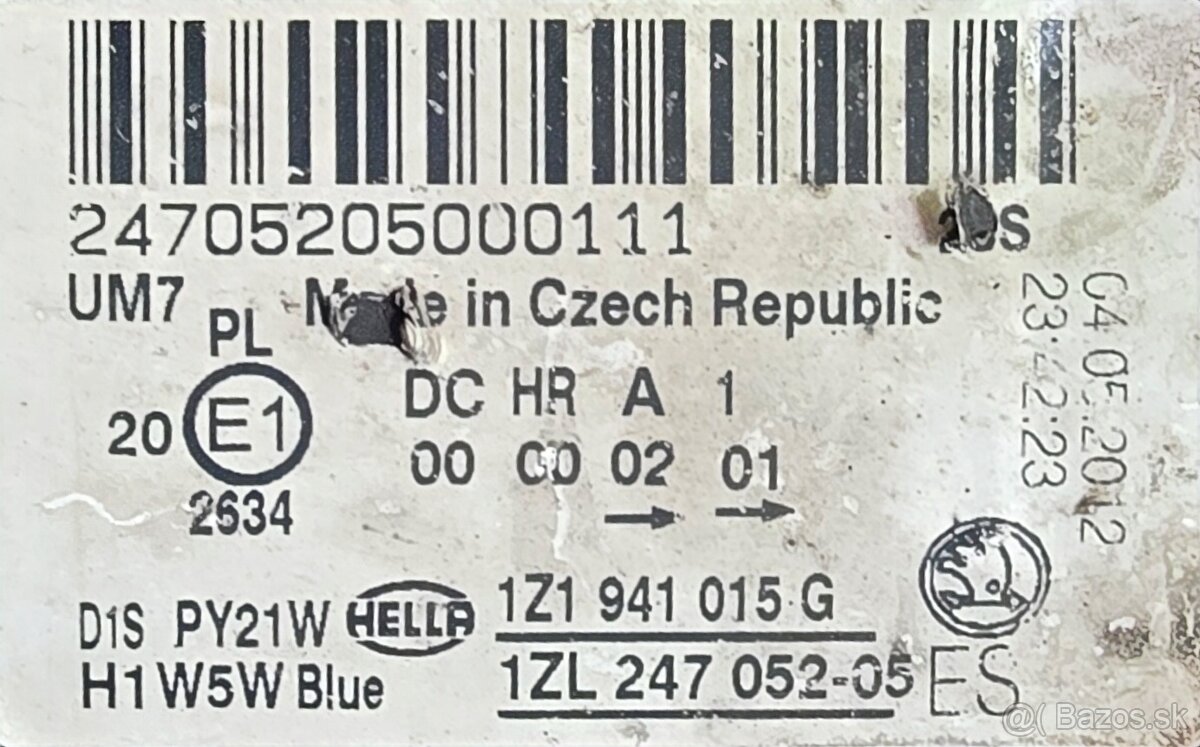 24705205000111
UM7 Made in Czech Republic
PL
DC HR A 1
20 E1
00 00 02 01
2634
04.05.2012
23:42:23
D1S PY21W HELLA 1Z1 941 015 G
H1 W5W Blue 1ZL 247 052-05 ES
@( Bazos.sk